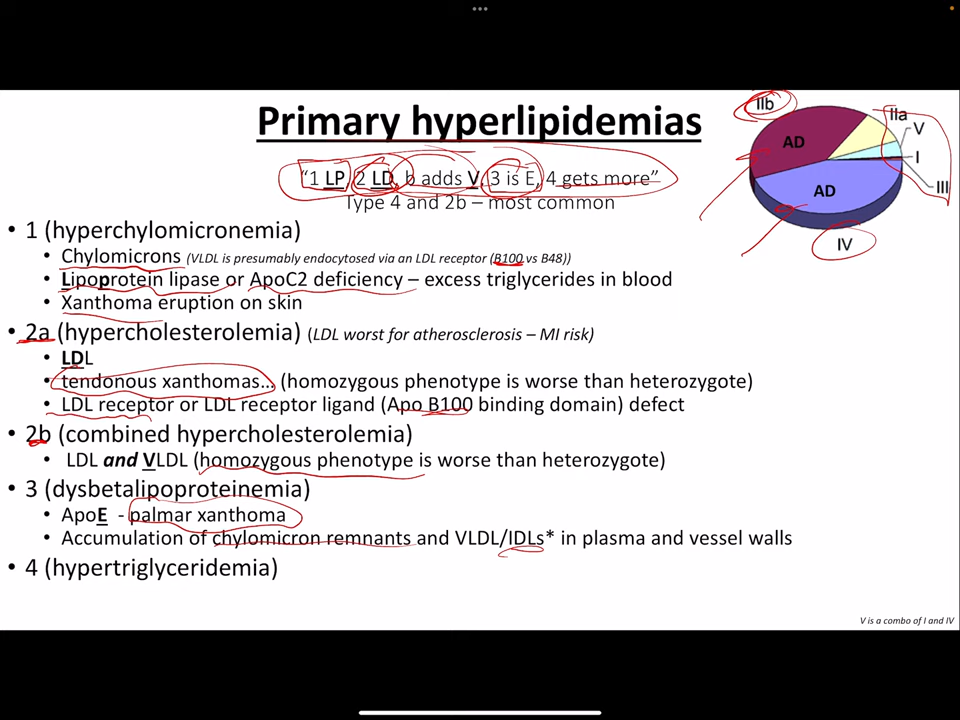 Primary hyperlipidemias
"1 LP, 2 LD, b adds V, 3 is E, 4 gets more"
Type 4 and 2b – most common
IIb
IIa
AD
V
I
AD
III
IV
• 1 (hyperchylomicronemia)
• Chylomicrons (VLDL is presumably endocytosed via an LDL receptor (B100 vs B48))
• Lipoprotein lipase or ApoC2 deficiency – excess triglycerides in blood
• Xanthoma eruption on skin
• 2a (hypercholesterolemia) (LDL worst for atherosclerosis – MI risk)
• LDL
• tendonous xanthomas... (homozygous phenotype is worse than heterozygote)
• LDL receptor or LDL receptor ligand (Apo B100 binding domain) defect
• 2b (combined hypercholesterolemia)
• LDL and VLDL (homozygous phenotype is worse than heterozygote)
• 3 (dysbetalipoproteinemia)
• ApoE - palmar xanthoma
• Accumulation of chylomicron remnants and VLDL/IDLs* in plasma and vessel walls
• 4 (hypertriglyceridemia)
V is a combo of I and IV